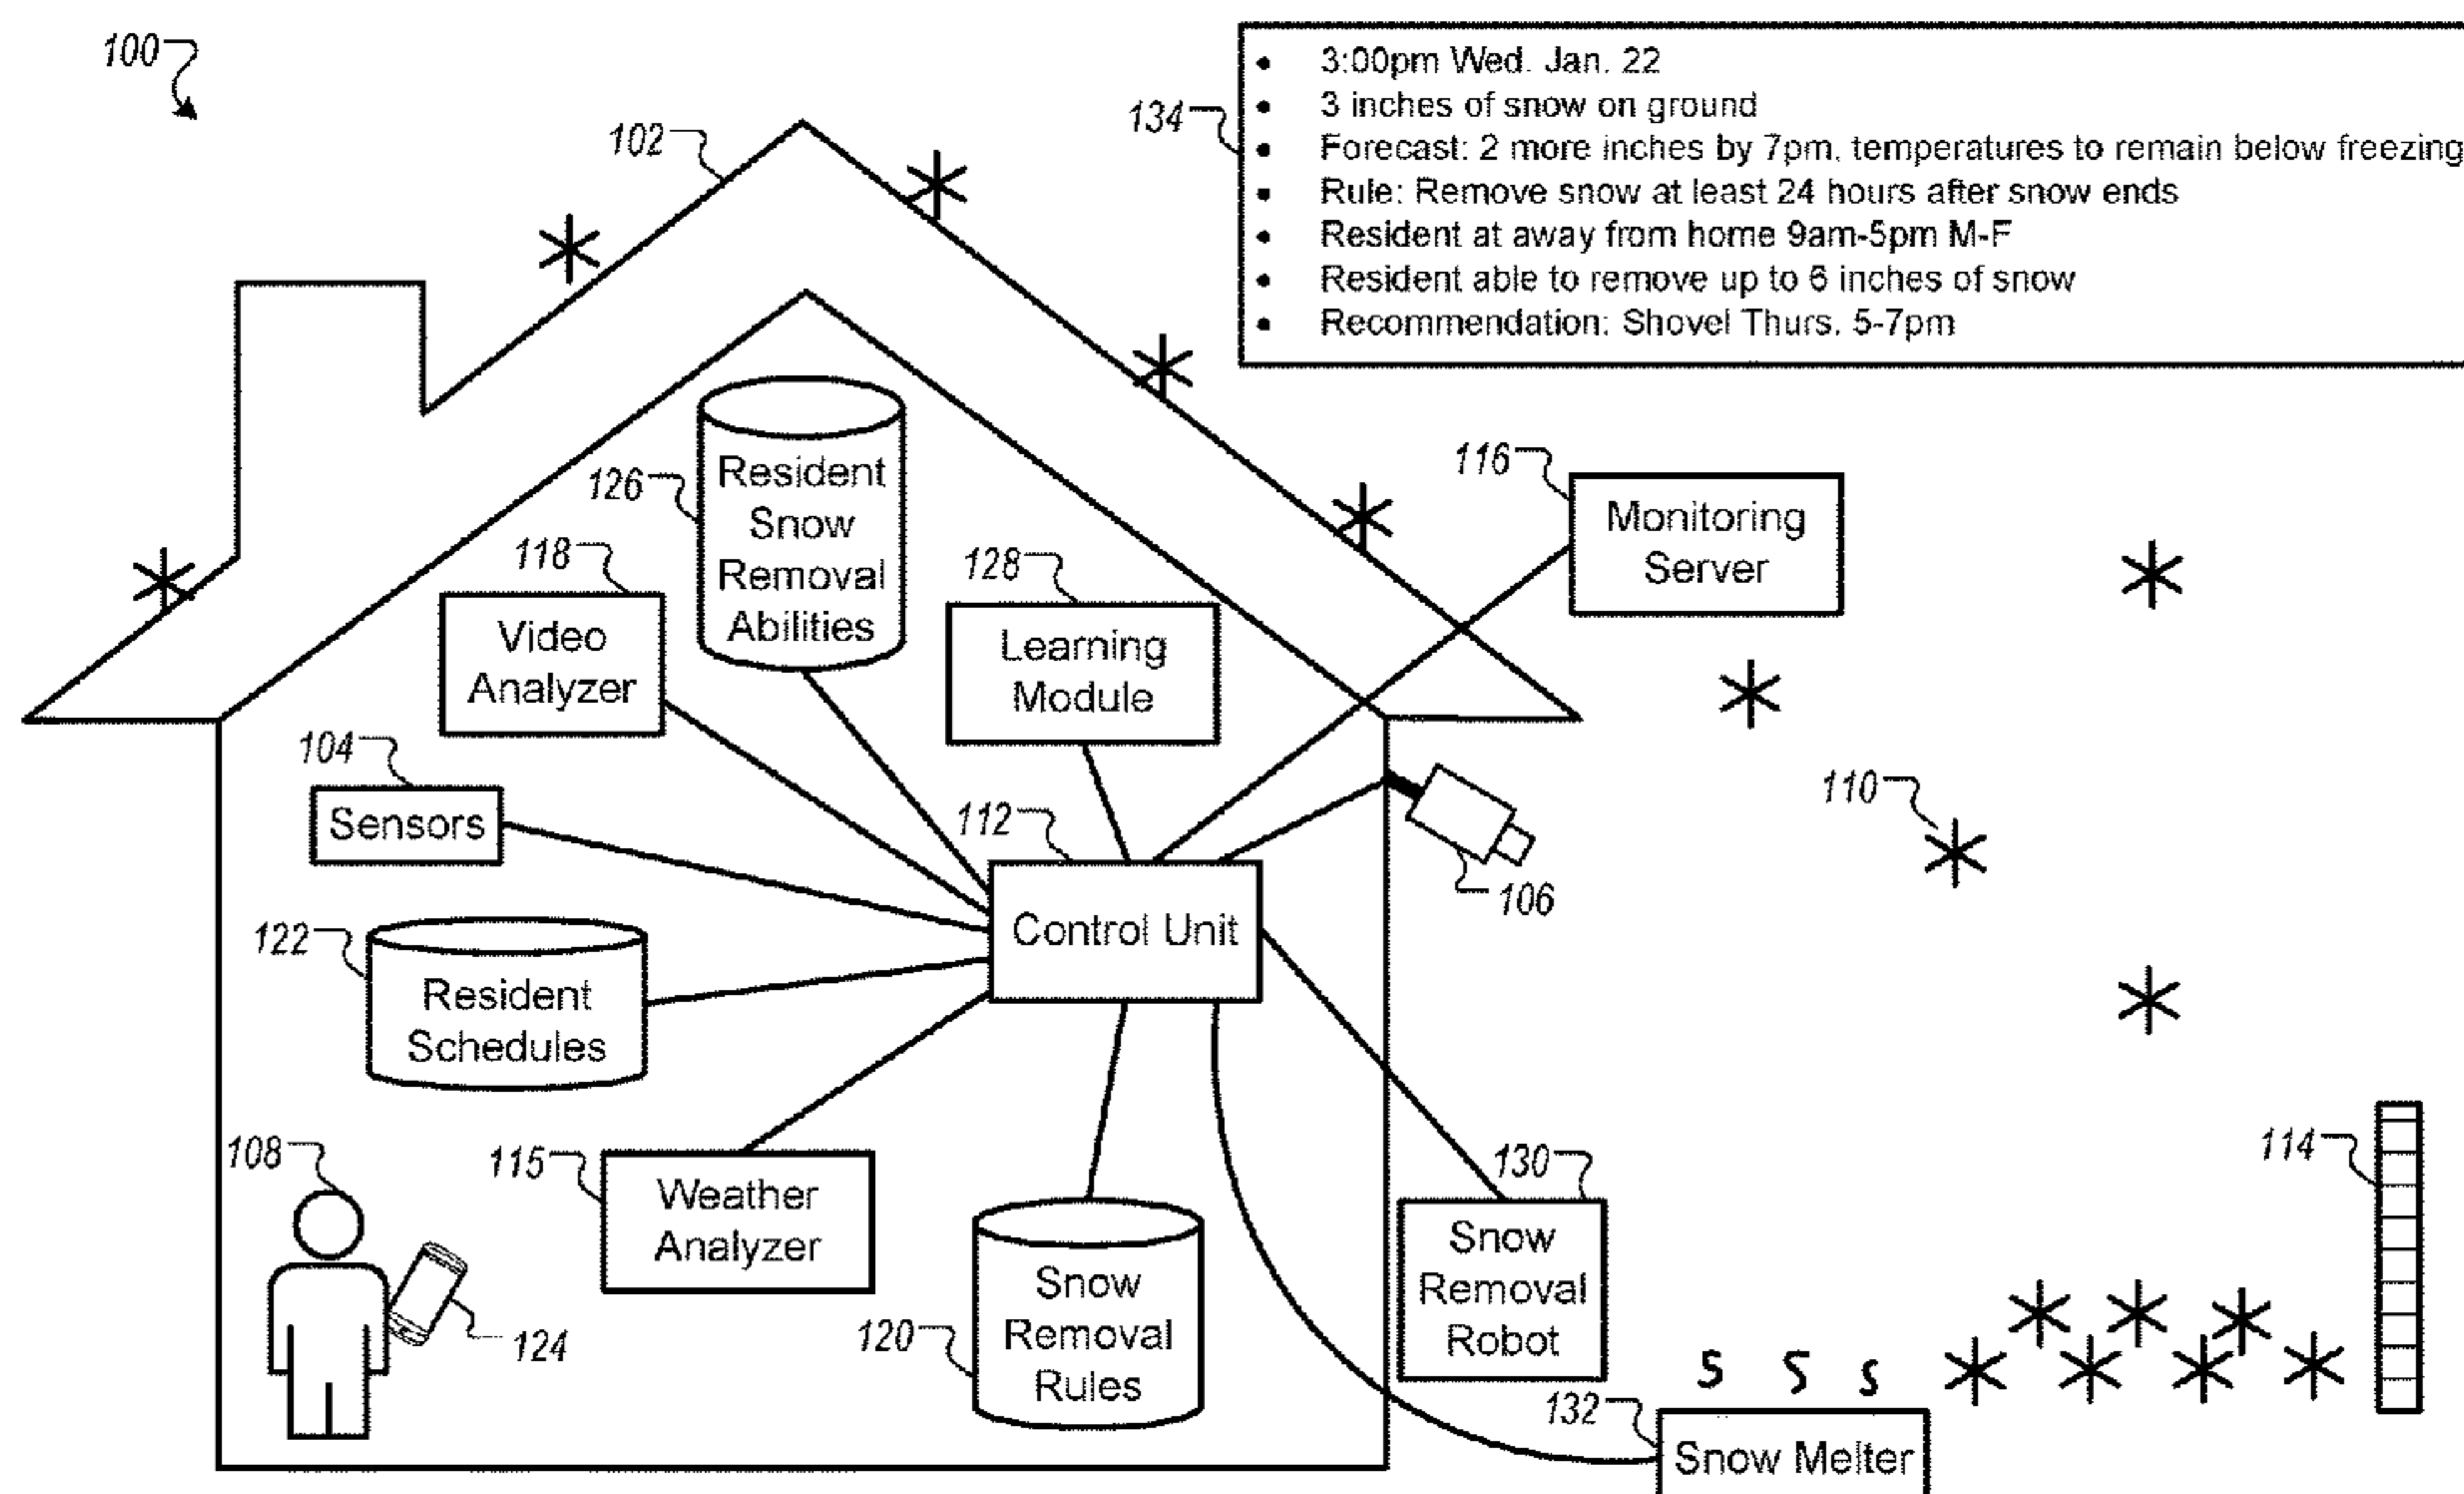 100
134
• 3:00pm Wed. Jan. 22
• 3 inches of snow on ground
• Forecast: 2 more inches by 7pm, temperatures to remain below freezing
• Rule: Remove snow at least 24 hours after snow ends
• Resident at away from home 9am-5pm M-F
• Resident able to remove up to 6 inches of snow
• Recommendation: Shovel Thurs. 5-7pm
102
126
Resident
Snow
Removal
Abilities
116
Monitoring
Server
118
Video
Analyzer
128
Learning
Module
104
Sensors
112
Control Unit
106
110
122
Resident
Schedules
108
124
115
Weather
Analyzer
120
Snow
Removal
Rules
130
Snow
Removal
Robot
114
132
Snow Melter